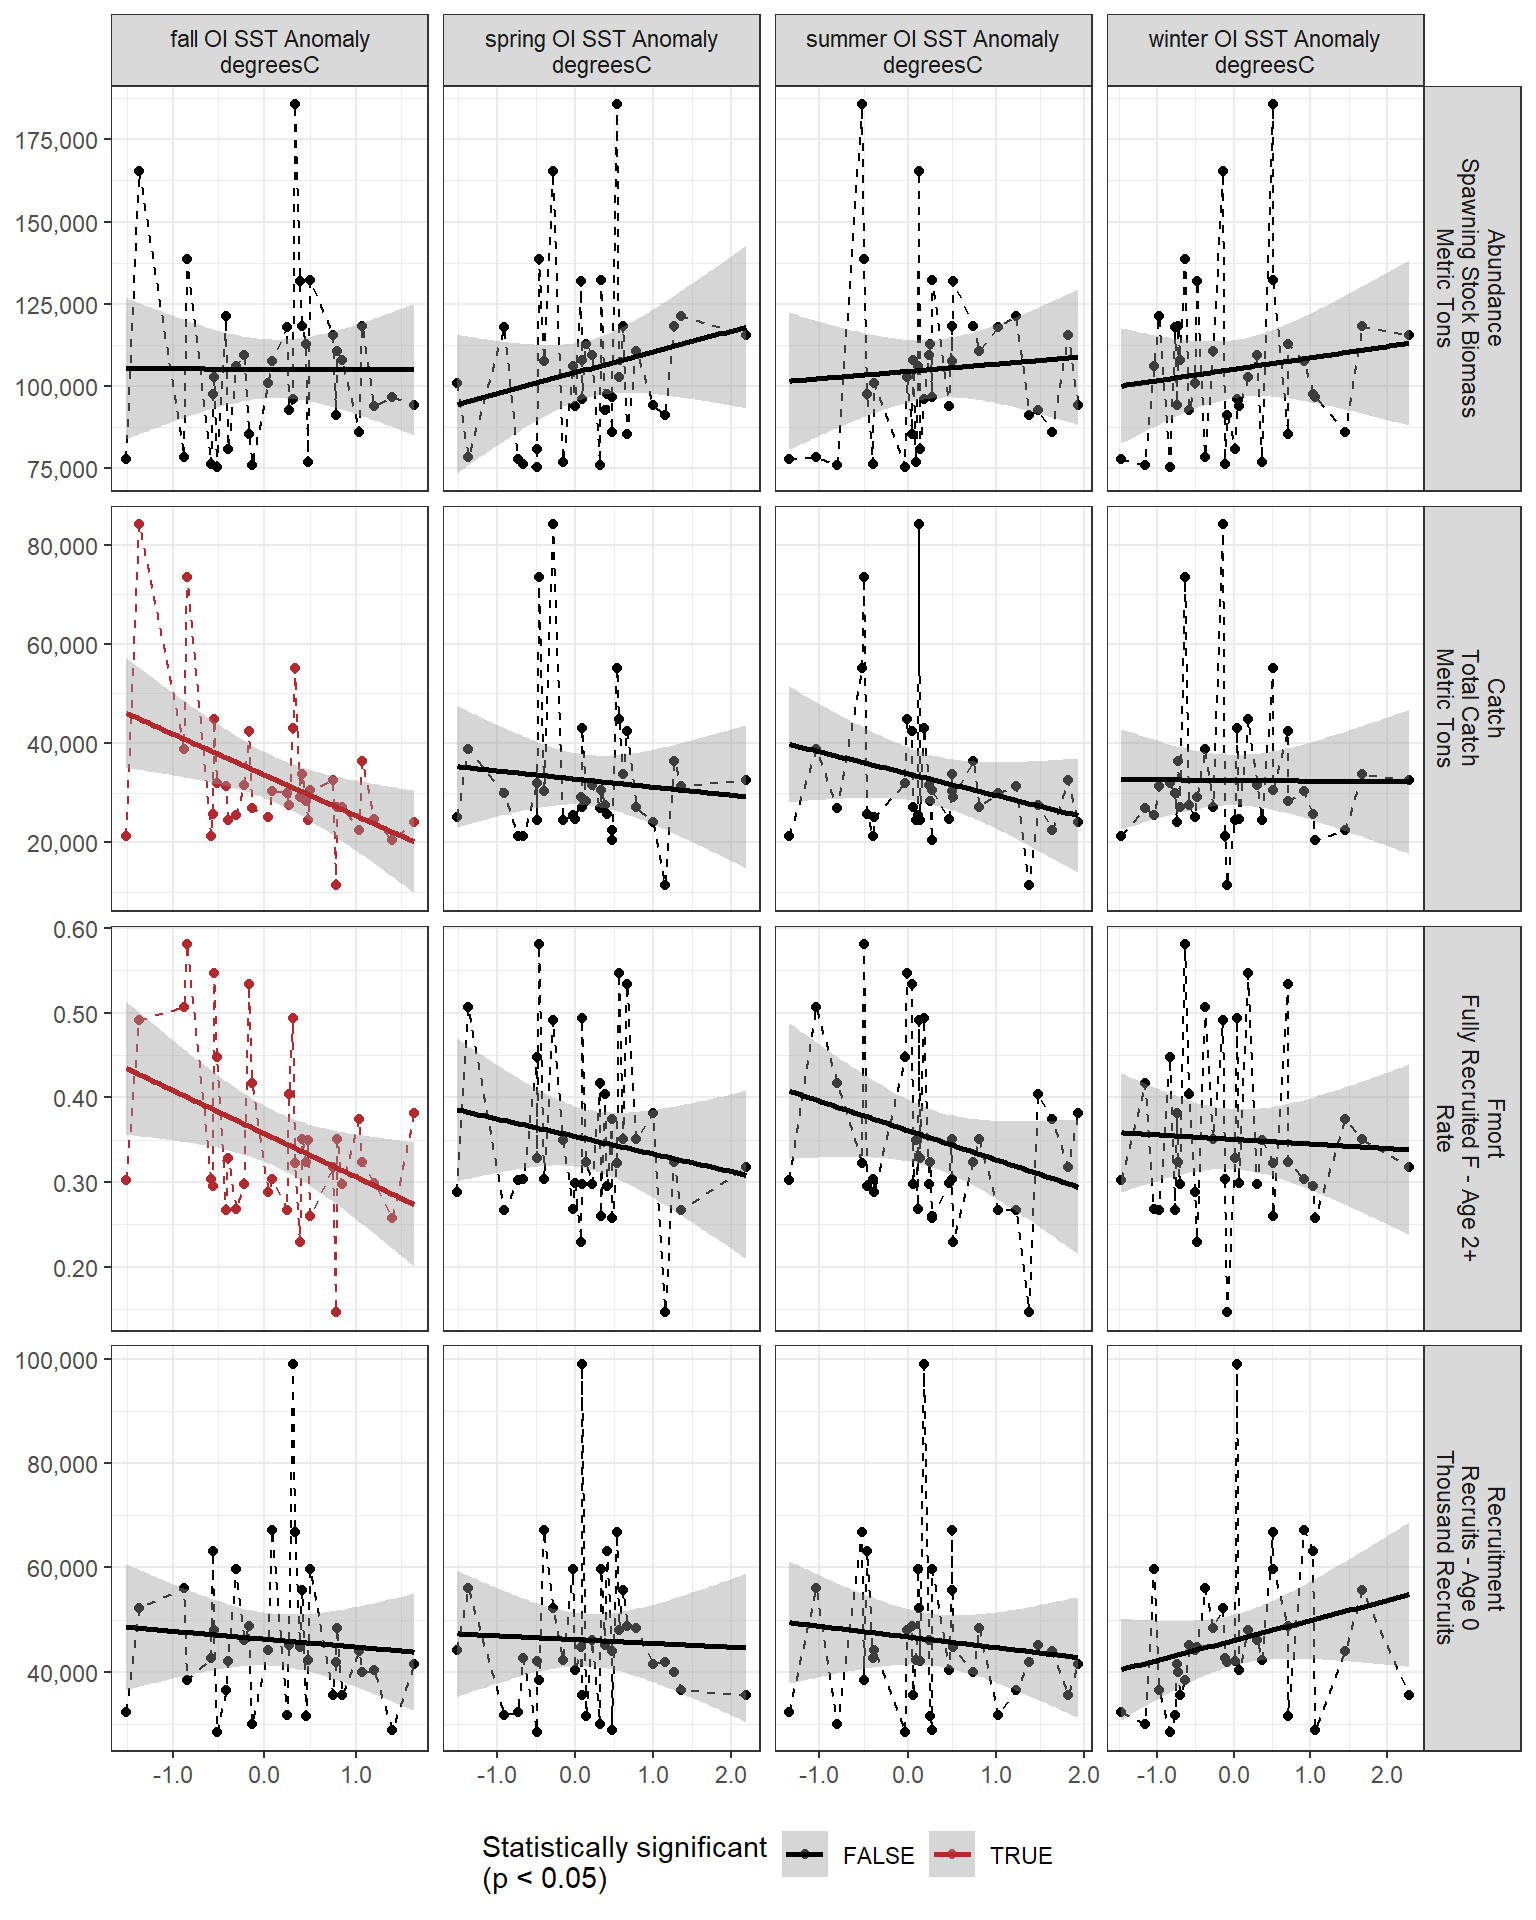 fall OI SST Anomaly
degreesC
spring OI SST Anomaly
degreesC
summer OI SST Anomaly
degreesC
winter OI SST Anomaly
degreesC
175,000
150,000
125,000
100,000
75,000
Abundance
Spawning Stock Biomass
Metric Tons
80,000
60,000
40,000
20,000
Catch
Total Catch
Metric Tons
0.60
0.50
0.40
0.30
0.20
Fmort
Fully Recruited F - Age 2+
Rate
100,000
80,000
60,000
40,000
Recruitment
Recruits - Age 0
Thousand Recruits
-1.0 0.0 1.0
-1.0 0.0 1.0 2.0
-1.0 0.0 1.0 2.0
-1.0 0.0 1.0 2.0
Statistically significant
(p < 0.05)
FALSE
TRUE